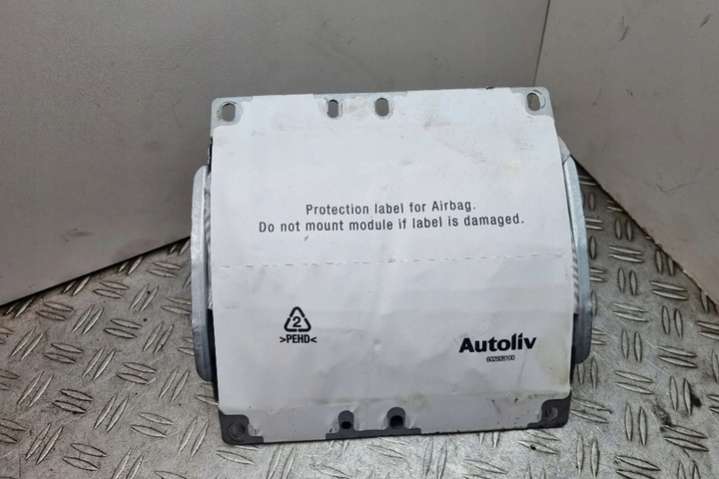 Protection label for Airbag.
Do not mount module if label is damaged.
2
>PEHD<
Autoliv